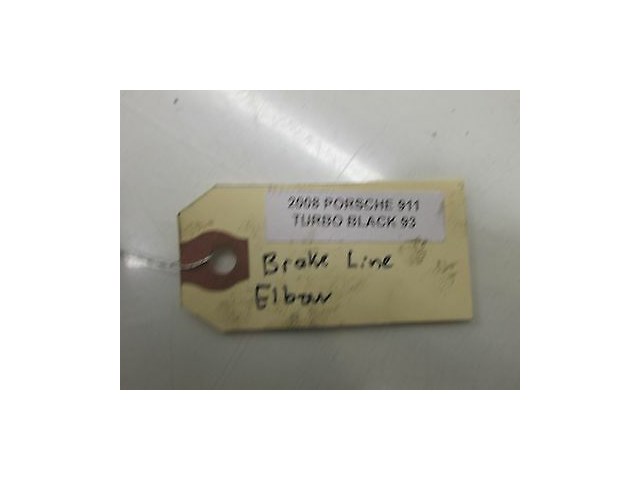 2008 PORSCHE 911
TURBO BLACK 93
Brake Line
Elbow